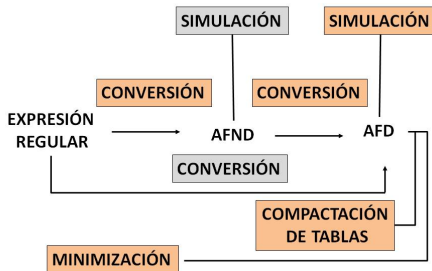 SIMULACIÓN
SIMULACIÓN
CONVERSIÓN
CONVERSIÓN
EXPRESIÓN
REGULAR
AFND
AFD
CONVERSIÓN
COMPACTACIÓN
DE TABLAS
MINIMIZACIÓN